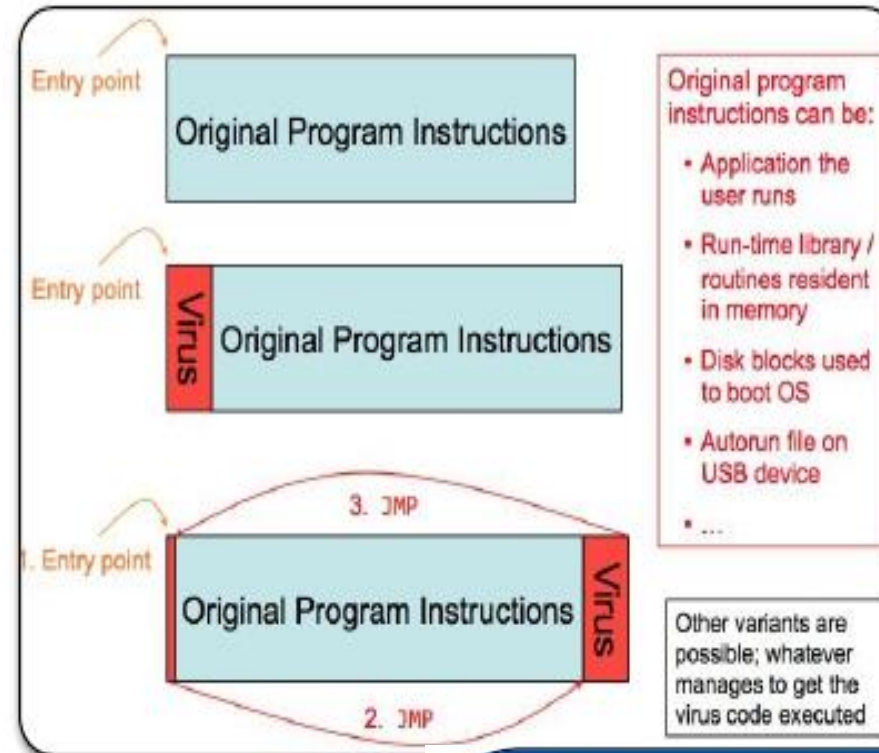 Entry point
Original Program Instructions
Entry point
Virus
Original Program Instructions
3. JMP
1. Entry point
Original Program Instructions
Virus
2. JMP
Original program
instructions can be:
• Application the
user runs
• Run-time library /
routines resident
in memory
• Disk blocks used
to boot OS
• Autorun file on
USB device
• ...
Other variants are
possible; whatever
manages to get the
virus code executed